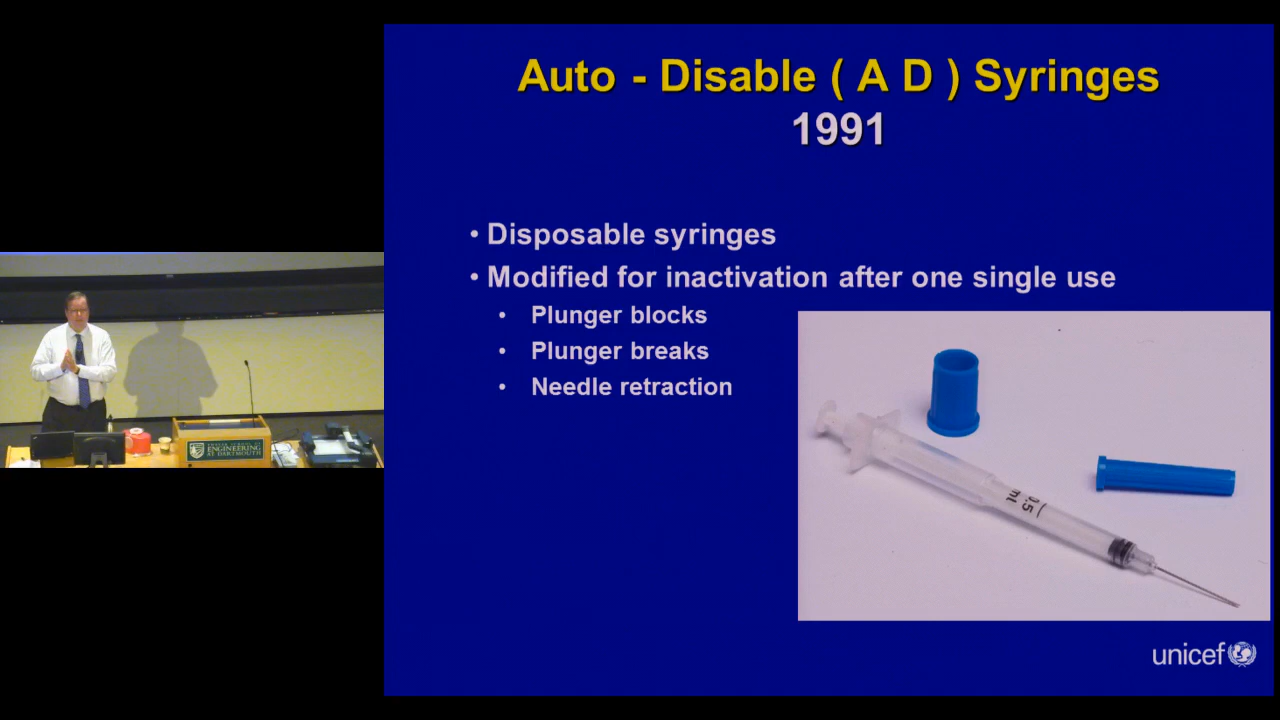 Auto - Disable ( A D ) Syringes
1991
• Disposable syringes
• Modified for inactivation after one single use
• Plunger blocks
• Plunger breaks
• Needle retraction
0.5
ml
unicef
ENGINEERING
AT DARTMOUTH